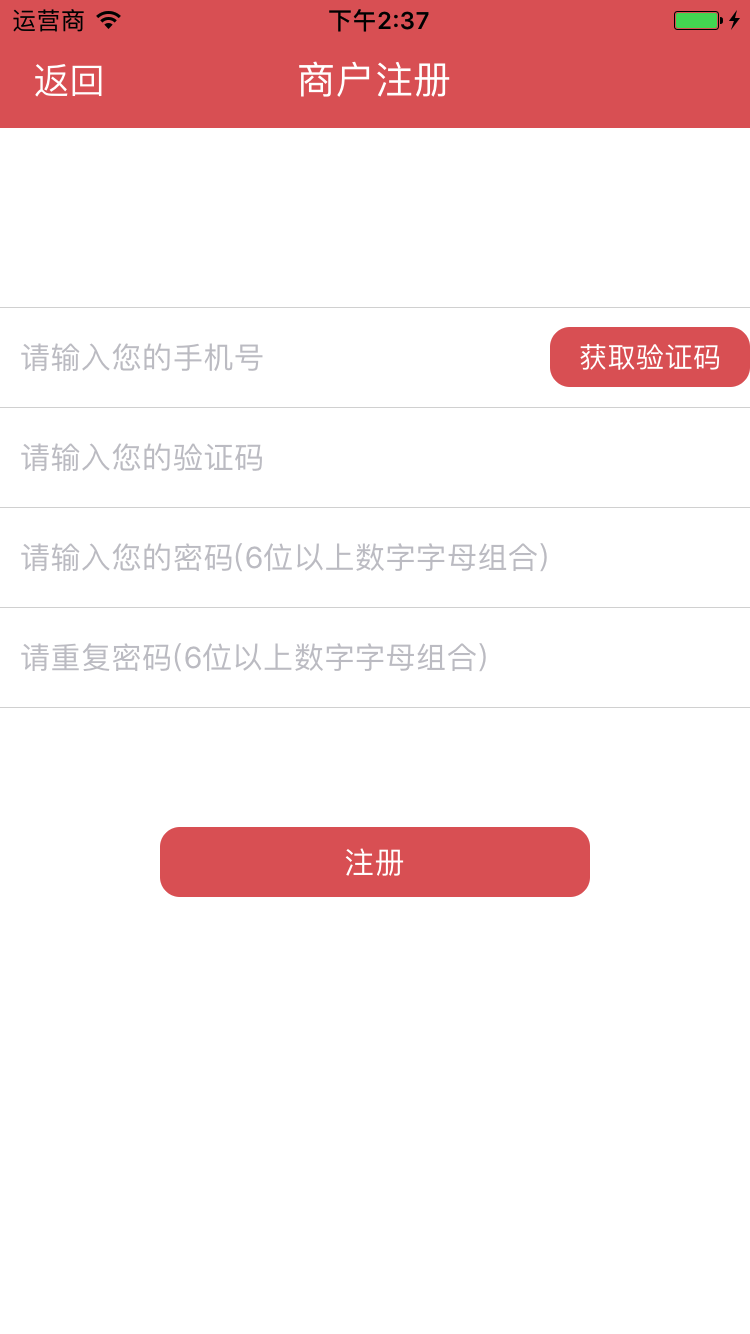 运营商 下午2:37
返回 商户注册
请输入您的手机号 获取验证码
请输入您的验证码
请输入您的密码(6位以上数字字母组合)
请重复密码(6位以上数字字母组合)
注册